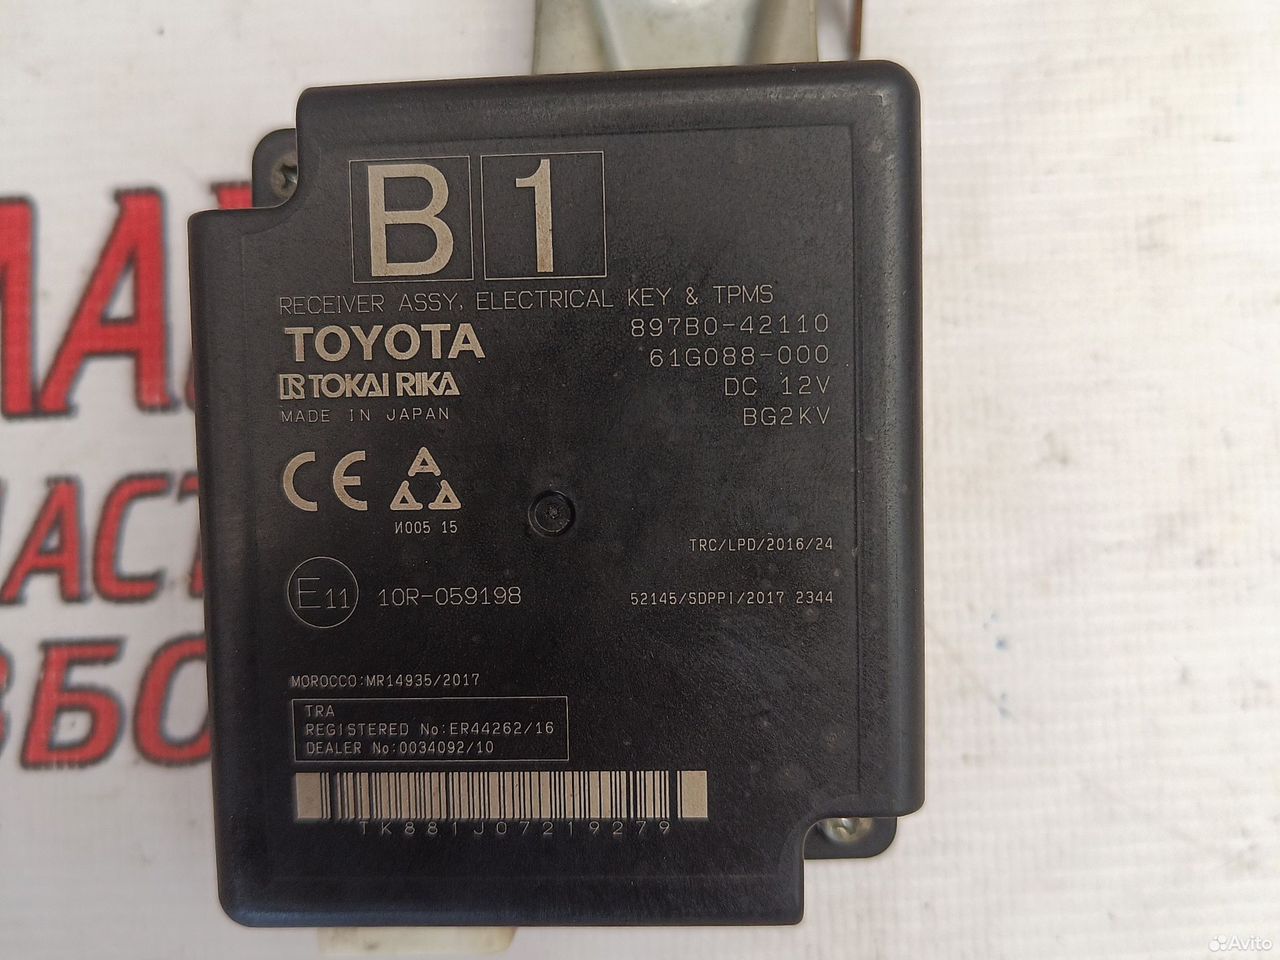 B 1
RECEIVER ASSY, ELECTRICAL KEY & TPMS
TOYOTA
897B0-42110
61G088-000
TOKAI RIKA
DC 12V
MADE IN JAPAN
BG2KV
CE
И005 15
TRC/LPD/2016/24
E11 10R-059198
52145/SDPPI/2017 2344
MOROCCO:MR14935/2017
TRA
REGISTERED No:ER44262/16
DEALER No:0034092/10
TK881J07219279
Avito